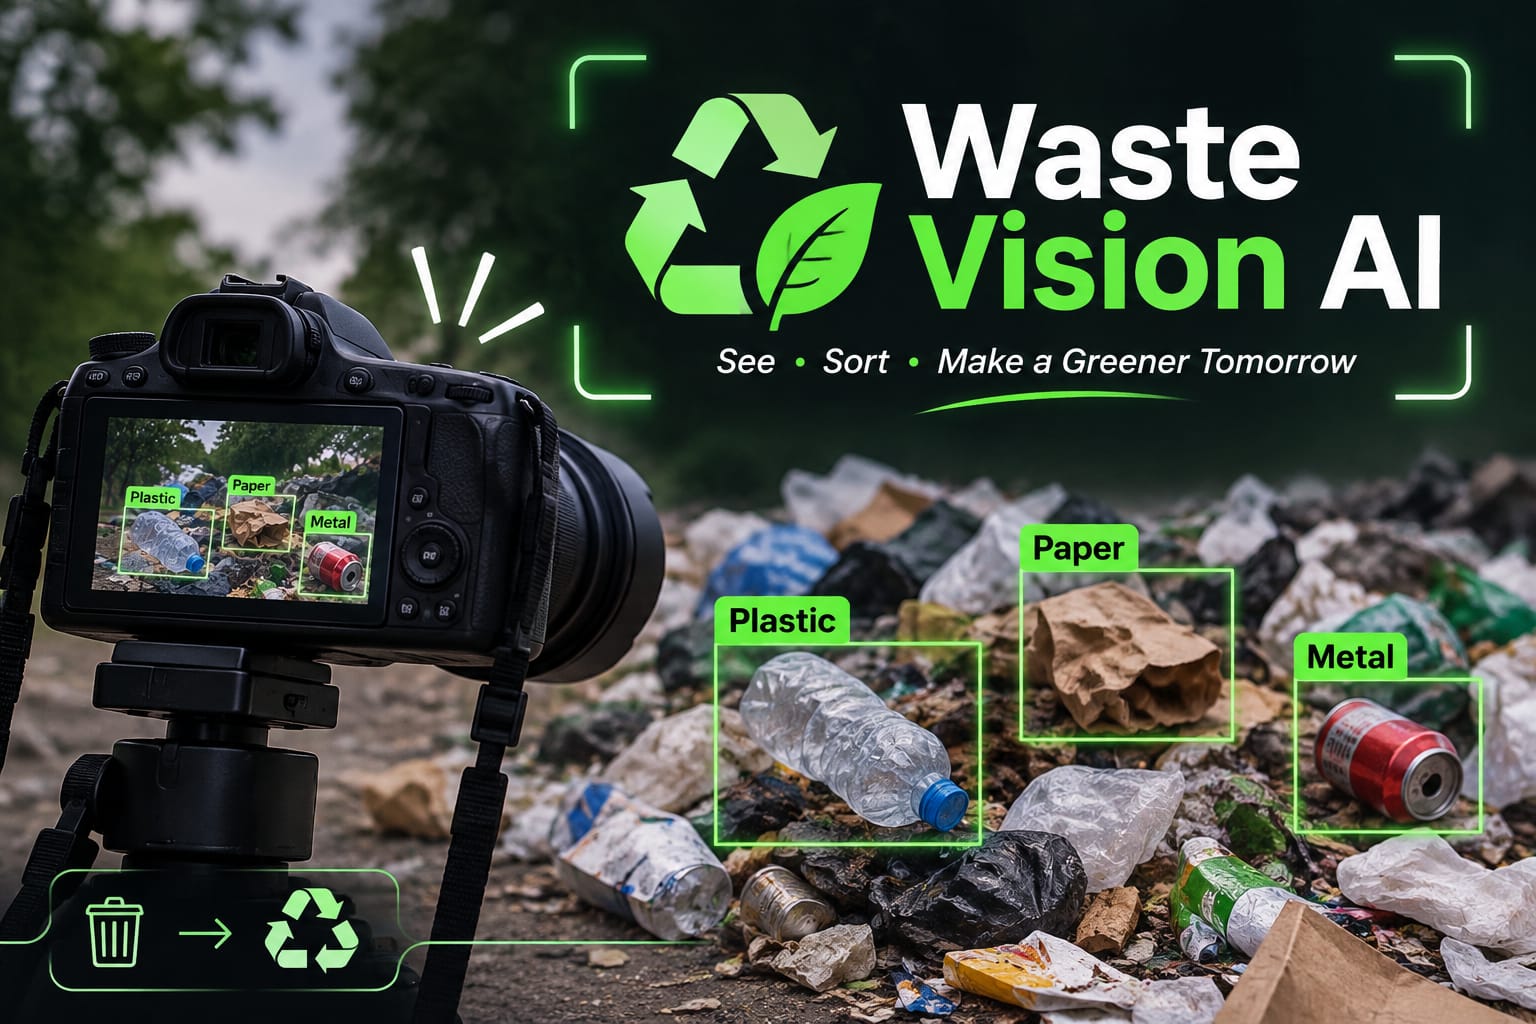 Waste
Vision AI
See • Sort • Make a Greener Tomorrow
Plastic
Paper
Metal
Plastic
Paper
Metal